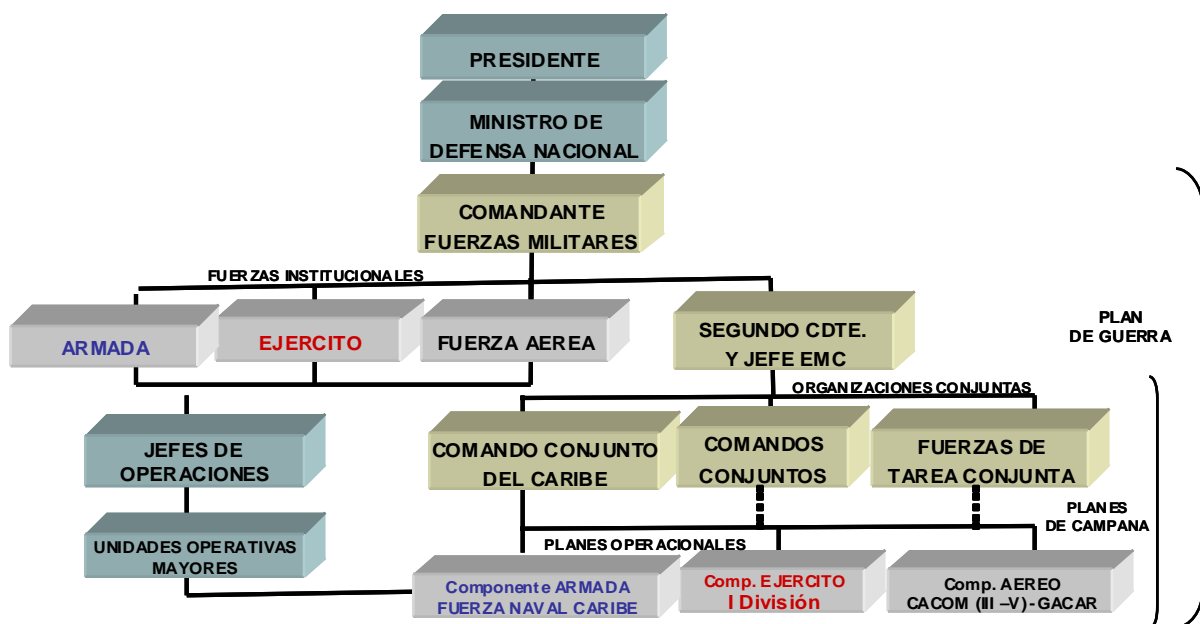 PRESIDENTE
MINISTRO DE
DEFENSA NACIONAL
COMANDANTE
FUERZAS MILITARES
FUERZAS INSTITUCIONALES
ARMADA
EJERCITO
FUERZA AEREA
SEGUNDO CDTE.
Y JEFE EMC
PLAN
DE GUERRA
ORGANIZACIONES CONJUNTAS
JEFES DE
OPERACIONES
COMANDO CONJUNTO
DEL CARIBE
COMANDOS
CONJUNTOS
FUERZAS DE
TAREA CONJUNTA
PLANES
DE CAMPANA
UNIDADES OPERATIVAS
MAYORES
PLANES OPERACIONALES
Componente ARMADA
FUERZA NAVAL CARIBE
Comp. EJERCITO
I División
Comp. AEREO
CACOM (III –V) - GACAR